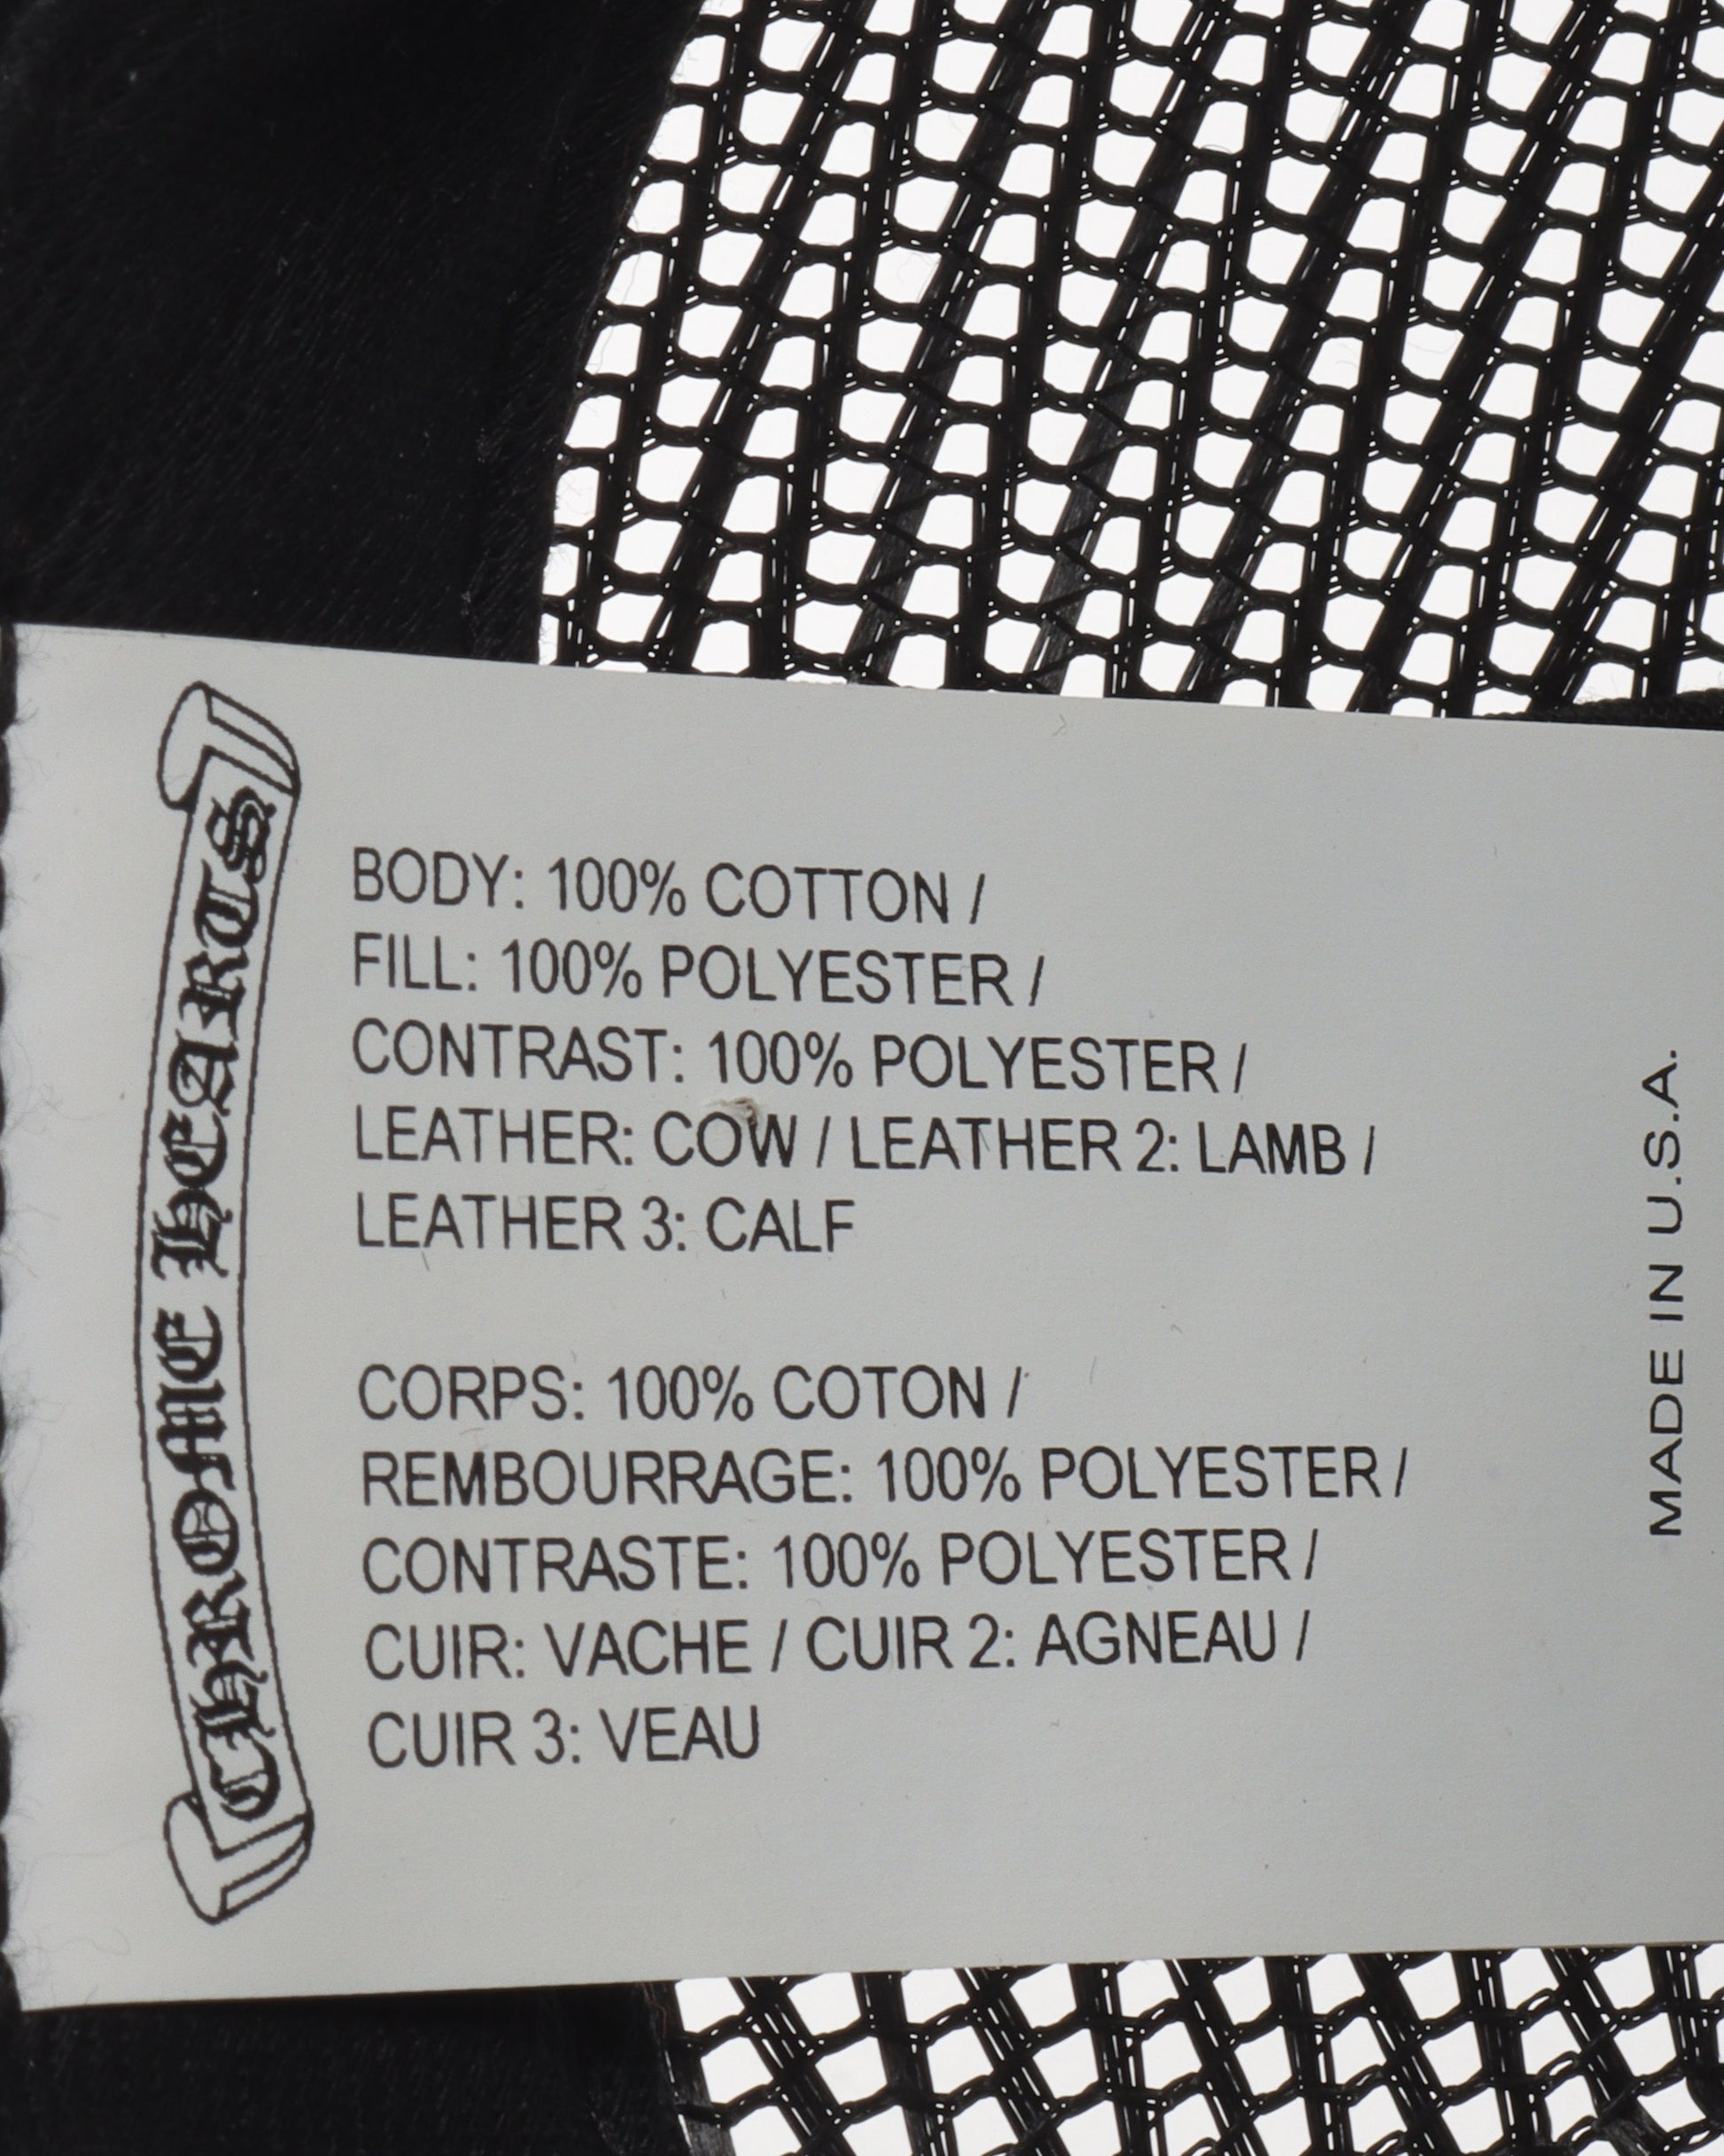 CHROME HEARTS
BODY: 100% COTTON /
FILL: 100% POLYESTER /
CONTRAST: 100% POLYESTER /
LEATHER: COW / LEATHER 2: LAMB /
LEATHER 3: CALF
CORPS: 100% COTON /
REMBOURRAGE: 100% POLYESTER /
CONTRASTE: 100% POLYESTER /
CUIR: VACHE / CUIR 2: AGNEAU /
CUIR 3: VEAU
MADE IN U.S.A.